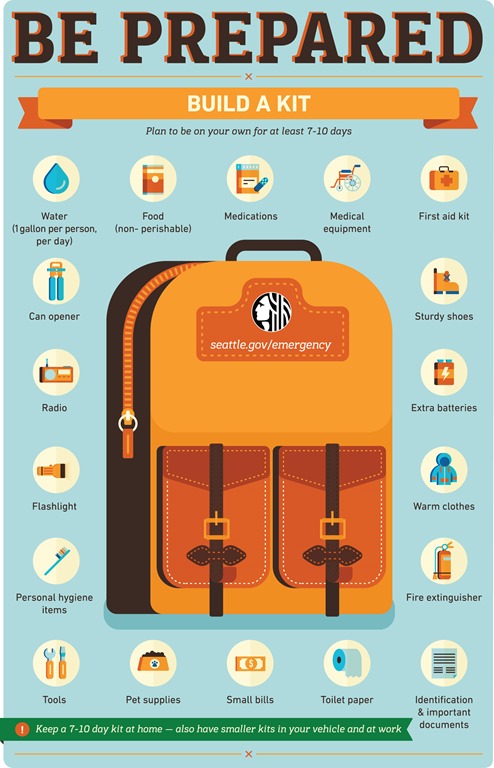 BE PREPARED
BUILD A KIT
Plan to be on your own for at least 7-10 days
Water
(1 gallon per person,
per day)
Food
(non- perishable)
Medications
Medical
equipment
First aid kit
Can opener
seattle.gov/emergency
Sturdy shoes
Radio
Extra batteries
Flashlight
Warm clothes
Personal hygiene
items
Fire extinguisher
Tools
Pet supplies
Small bills
Toilet paper
Identification
& important
documents
! Keep a 7-10 day kit at home — also have smaller kits in your vehicle and at work